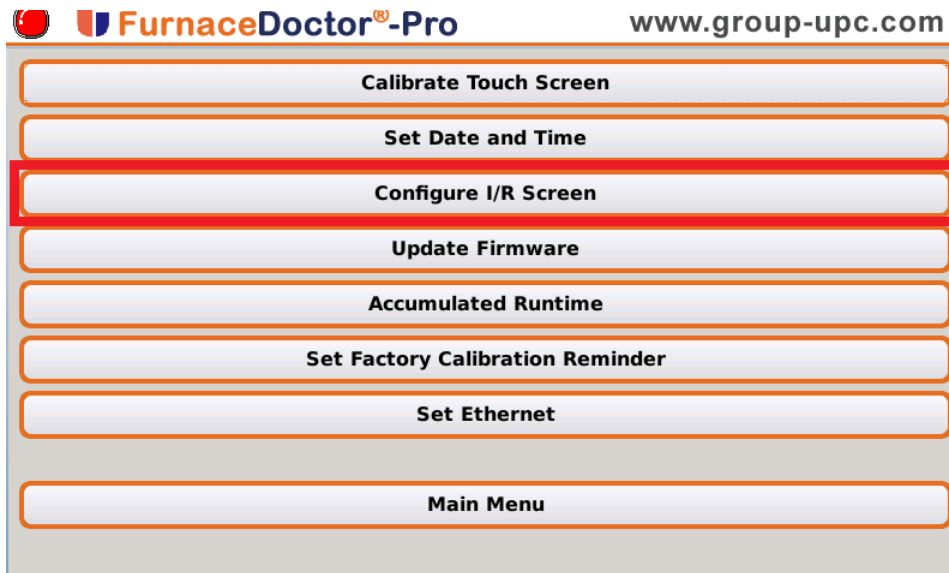 FurnaceDoctor®-Pro www.group-upc.com
Calibrate Touch Screen
Set Date and Time
Configure I/R Screen
Update Firmware
Accumulated Runtime
Set Factory Calibration Reminder
Set Ethernet
Main Menu